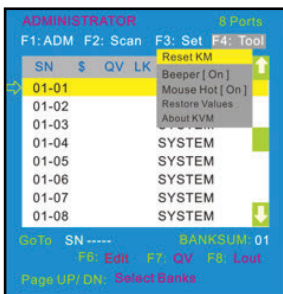 ADMINISTRATOR 8 Ports
F1: ADM F2: Scan F3: Set F4: Tool
SN $ QV LK
Reset KM
Beeper [ On ]
Mouse Hot [ On ]
Restore Values
About KVM
01-01
01-02
01-03 SYSTEM
01-04 SYSTEM
01-05 SYSTEM
01-06 SYSTEM
01-07 SYSTEM
01-08 SYSTEM
GoTo SN ----- BANKSUM: 01
F6: Edit F7: QV F8: Lout
Page UP/ DN: Select Banks